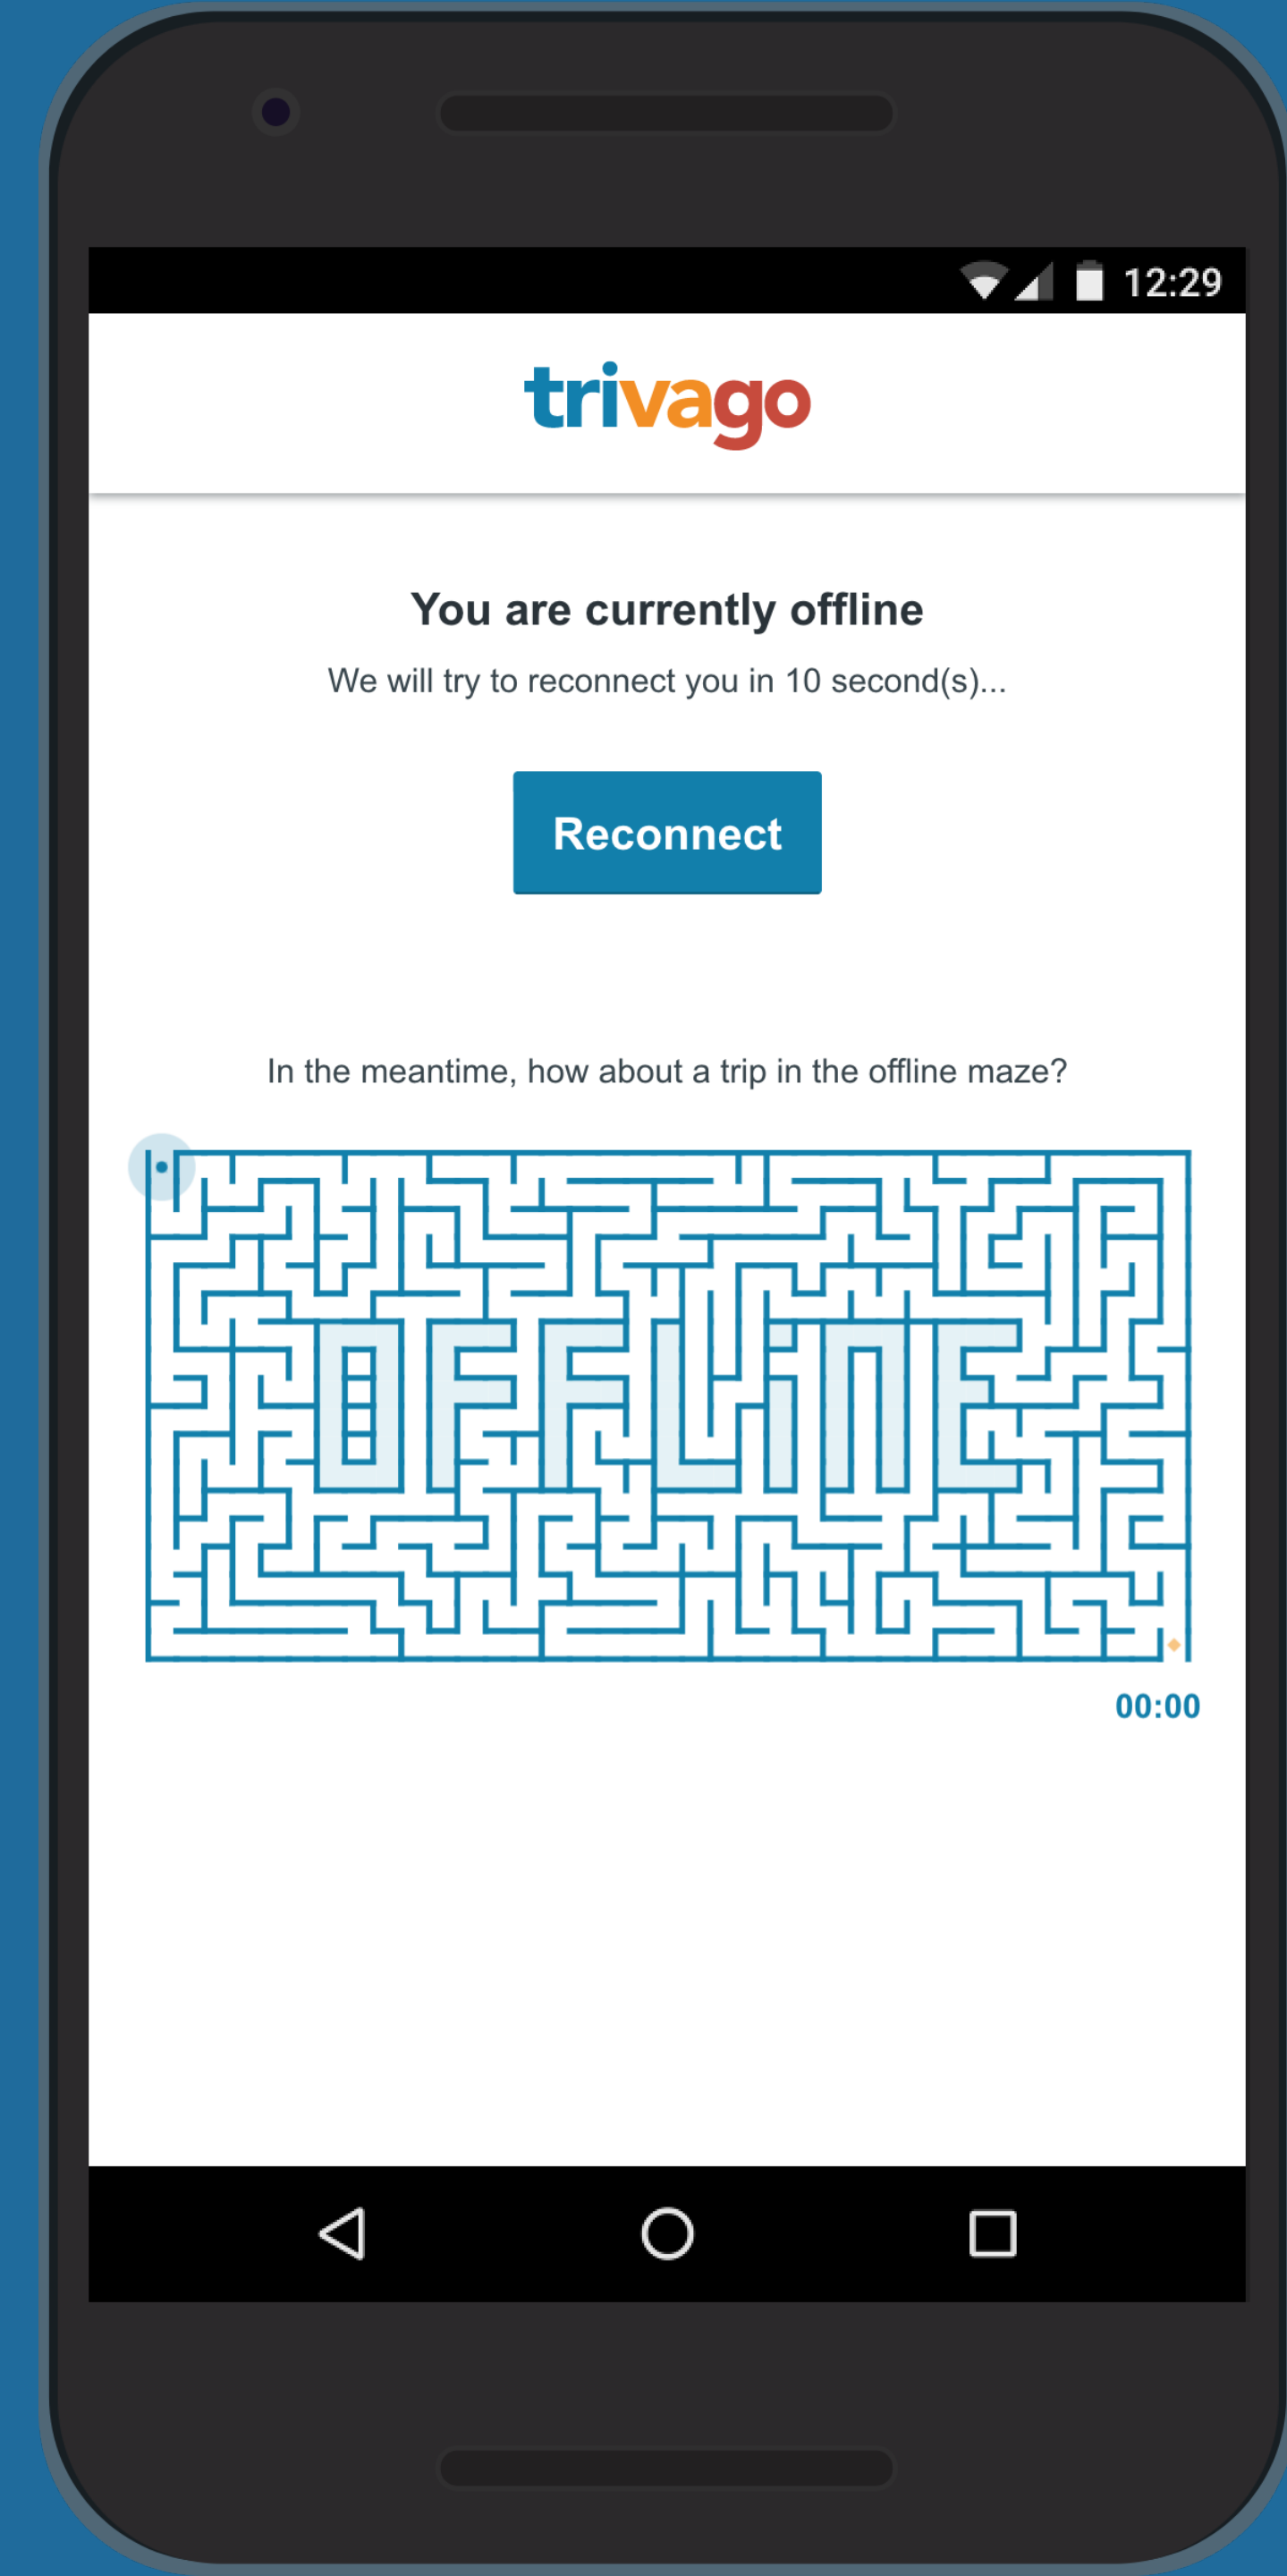 12:29
trivago
You are currently offline
We will try to reconnect you in 10 second(s)...
Reconnect
In the meantime, how about a trip in the offline maze?
OFFLiNE
00:00